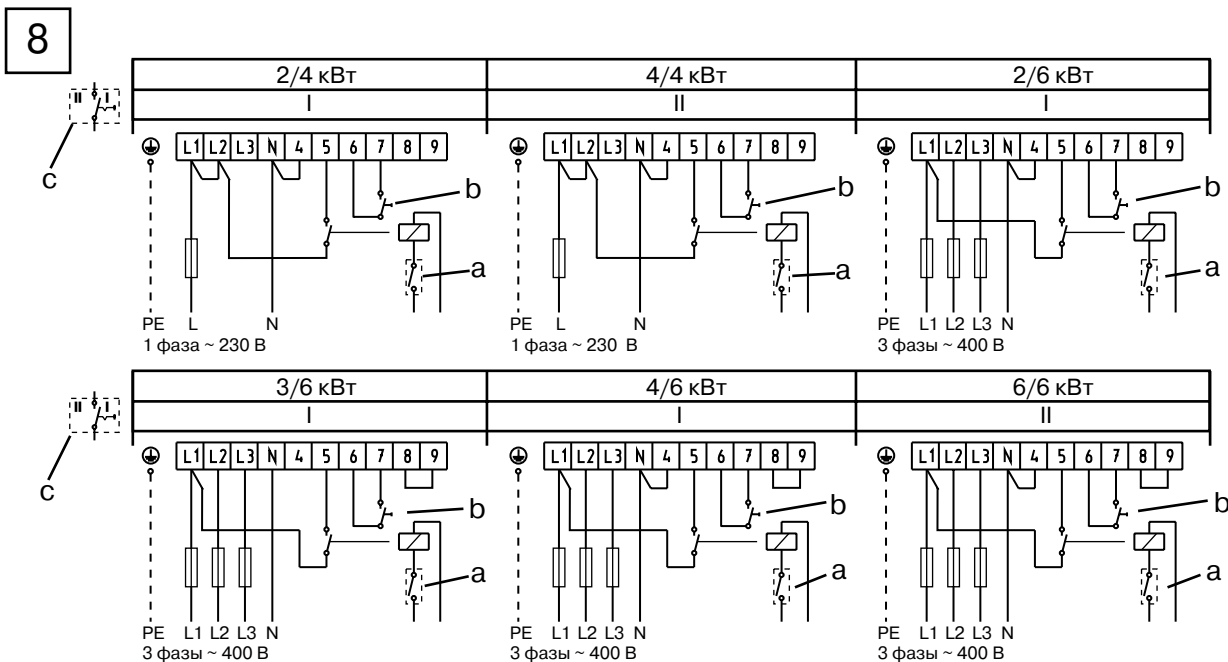 8
2/4 кВт 4/4 кВт 2/6 кВт
I II I
II I
c
L1 L2 L3 N 4 5 6 7 8 9 L1 L2 L3 N 4 5 6 7 8 9 L1 L2 L3 N 4 5 6 7 8 9
b b b
a a a
PE L N PE L N PE L1 L2 L3 N
1 фаза ~ 230 В 1 фаза ~ 230 В 3 фазы ~ 400 В
3/6 кВт 4/6 кВт 6/6 кВт
I I II
II I
c
L1 L2 L3 N 4 5 6 7 8 9 L1 L2 L3 N 4 5 6 7 8 9 L1 L2 L3 N 4 5 6 7 8 9
b b b
a a a
PE L1 L2 L3 N PE L1 L2 L3 N PE L1 L2 L3 N
3 фазы ~ 400 В 3 фазы ~ 400 В 3 фазы ~ 400 В